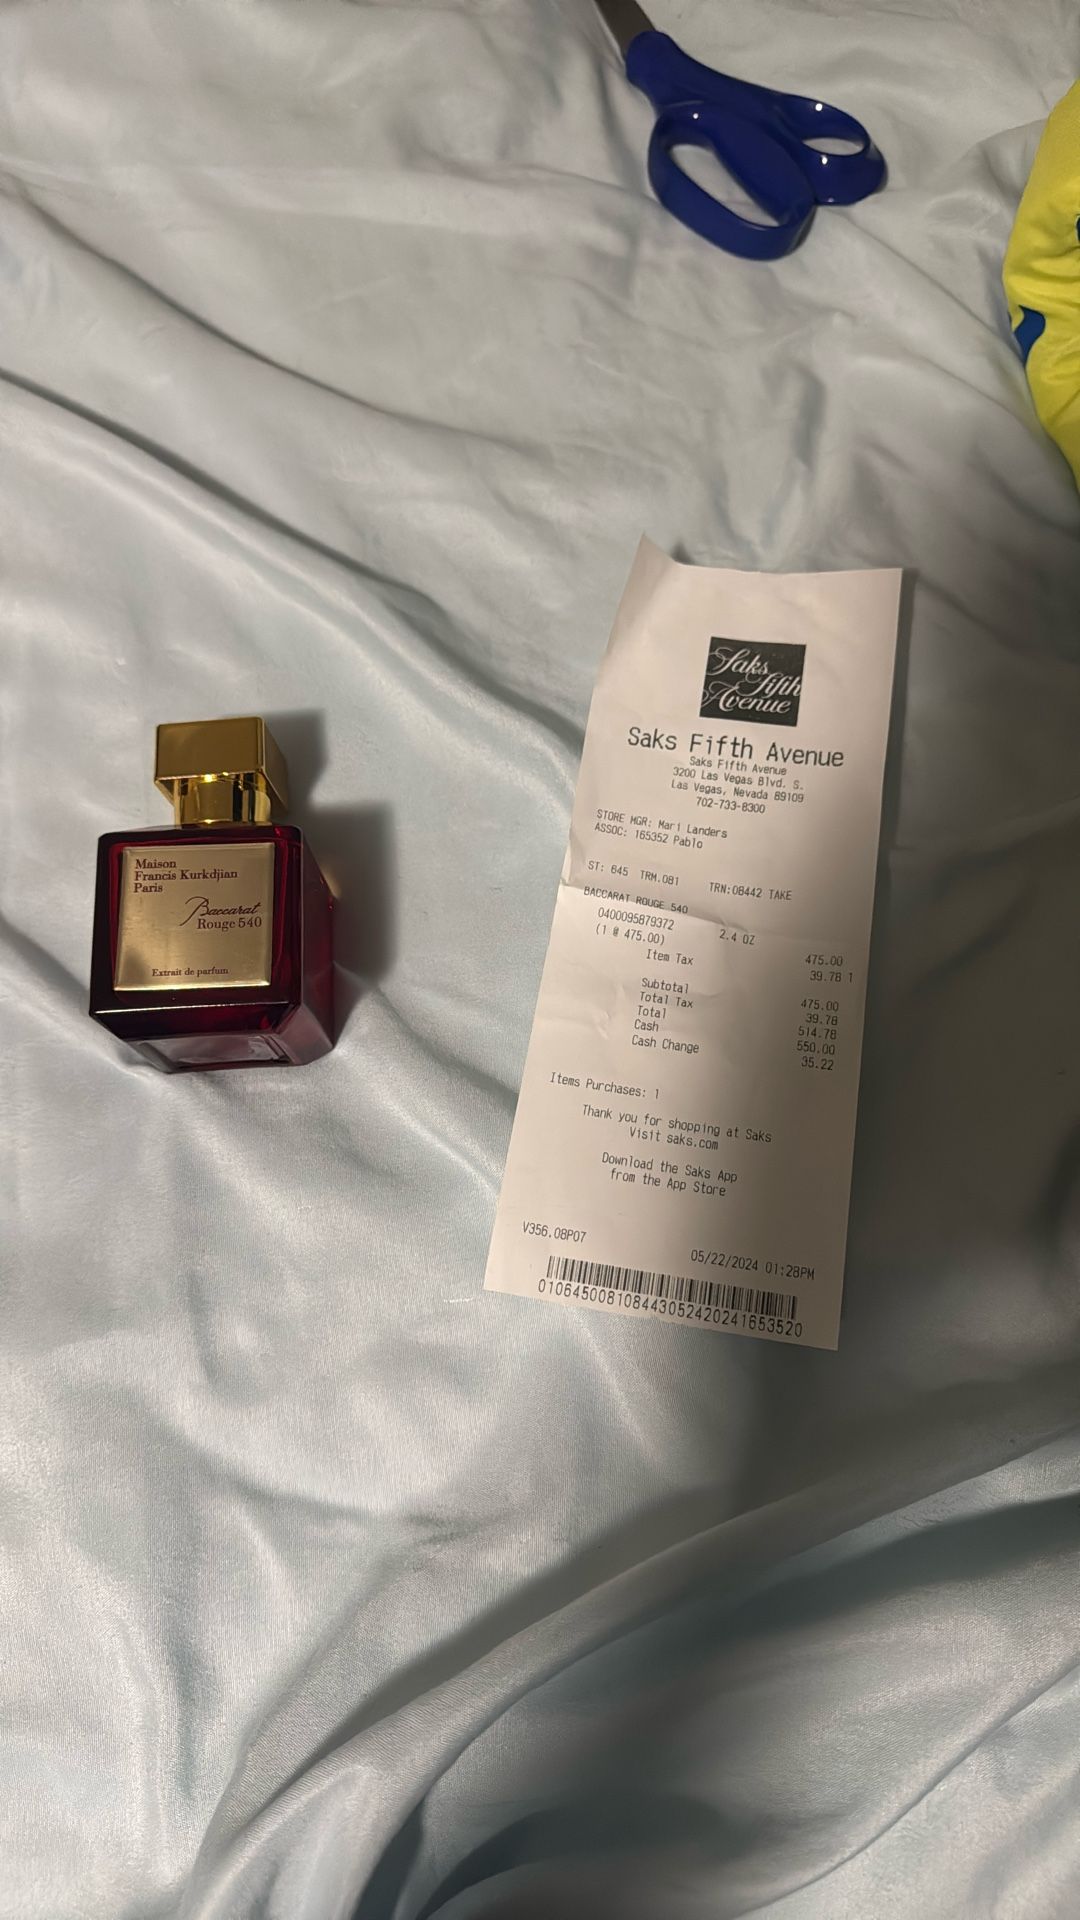 Maison
Francis Kurkdjian
Paris
Baccarat
Rouge 540
Extrait de parfum
Saks
Fifth
Avenue
Saks Fifth Avenue
Saks Fifth Avenue
3200 Las Vegas Blvd. S.
Las Vegas, Nevada 89109
702-733-8300
STORE MGR: Mari Landers
ASSOC: 165352 Pablo
ST: 645 TRM.081 TRN:08442 TAKE
BACCARAT ROUGE 540
0400095879372 2.4 OZ
(1 @ 475.00) 475.00
Item Tax 39.78 1
Subtotal 475.00
Total Tax 39.78
Total 514.78
Cash 550.00
Cash Change 35.22
Items Purchases: 1
Thank you for shopping at Saks
Visit saks.com
Download the Saks App
from the App Store
V356.08P07
05/22/2024 01:28PM
010645008108443052420241653520